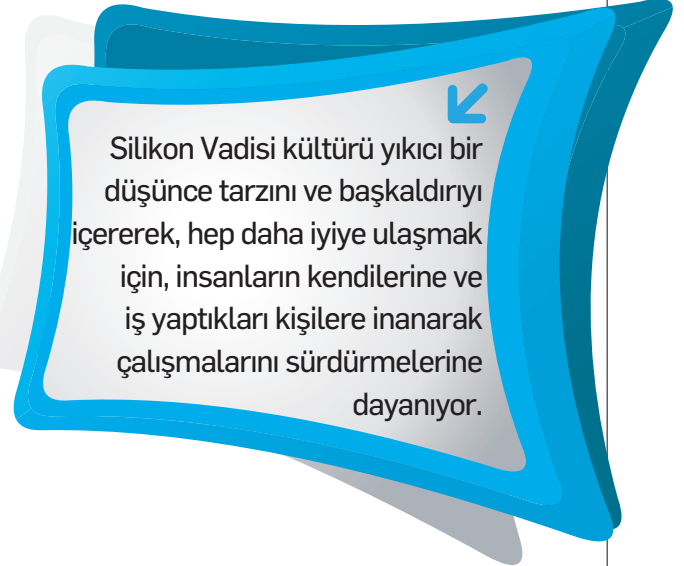 Silikon Vadisi kültürü yıkıcı bir
düşünce tarzını ve başkaldırıyı
içererek, hep daha iyiye ulaşmak
için, insanların kendilerine ve
iş yaptıkları kişilere inanarak
çalışmalarını sürdürmelerine
dayanıyor.